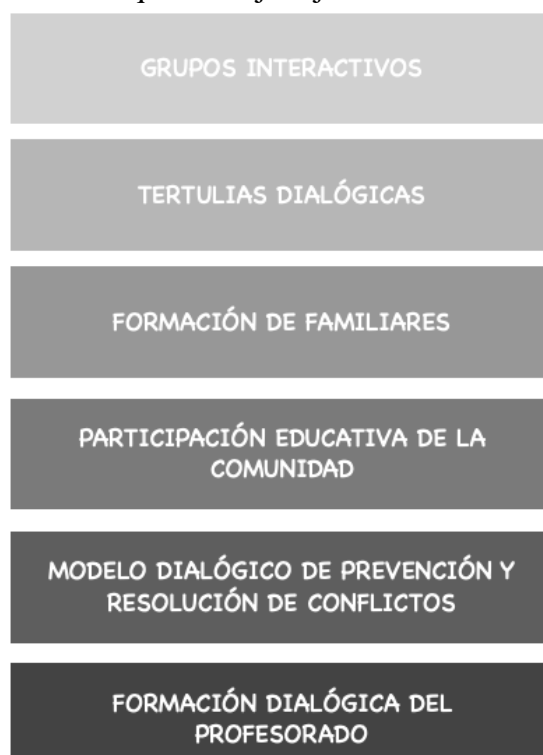 GRUPOS INTERACTIVOS
TERTULIAS DIALÓGICAS
FORMACIÓN DE FAMILIARES
PARTICIPACIÓN EDUCATIVA DE LA
COMUNIDAD
MODELO DIALÓGICO DE PREVENCIÓN Y
RESOLUCIÓN DE CONFLICTOS
FORMACIÓN DIALÓGICA DEL
PROFESORADO